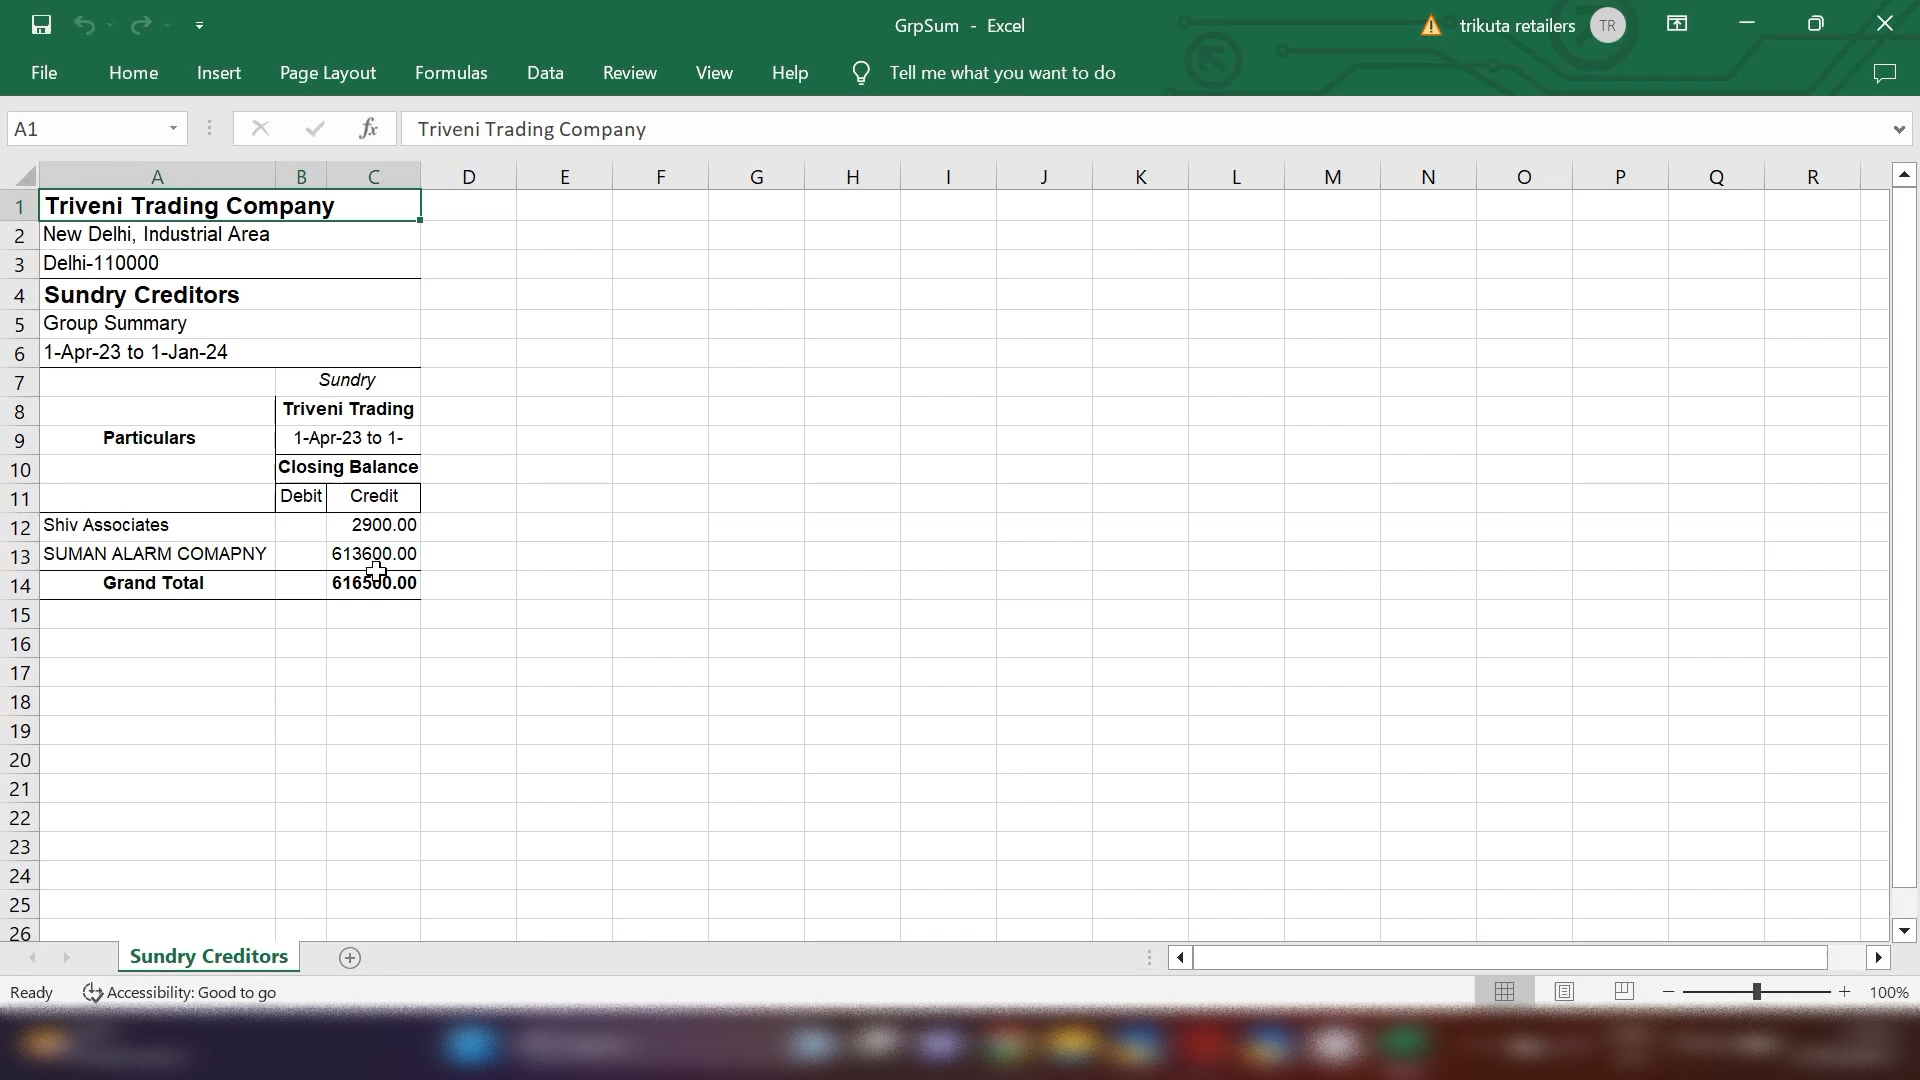 GrpSum - Excel
trikuta retailers TR
File Home Insert Page Layout Formulas Data Review View Help Tell me what you want to do
A1 fx Triveni Trading Company
A B C D E F G H I J K L M N O P Q R
1 Triveni Trading Company
2 New Delhi, Industrial Area
3 Delhi-110000
4 Sundry Creditors
5 Group Summary
6 1-Apr-23 to 1-Jan-24
7 Sundry
8 Triveni Trading
9 Particulars 1-Apr-23 to 1-
10 Closing Balance
11 Debit Credit
12 Shiv Associates 2900.00
13 SUMAN ALARM COMAPNY 613600.00
14 Grand Total 616500.00
15
16
17
18
19
20
21
22
23
24
25
26
Sundry Creditors
Ready Accessibility: Good to go 100%